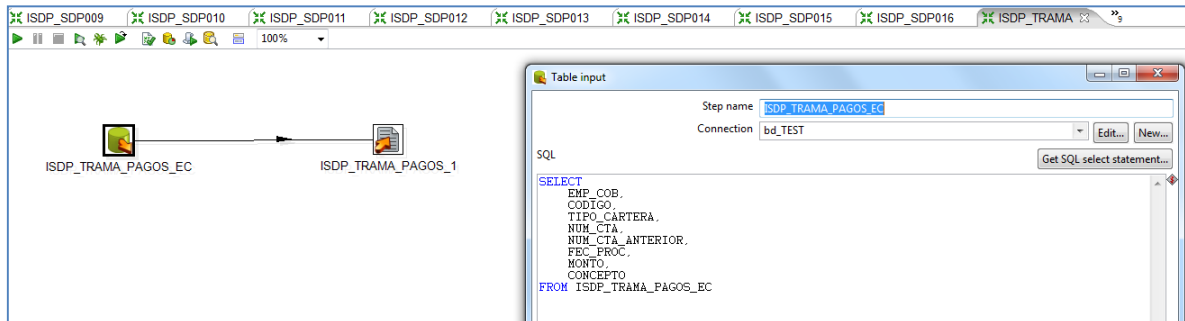 ISDP_SDP009 ISDP_SDP010 ISDP_SDP011 ISDP_SDP012 ISDP_SDP013 ISDP_SDP014 ISDP_SDP015 ISDP_SDP016 ISDP_TRAMA »9
100%
ISDP_TRAMA_PAGOS_EC ISDP_TRAMA_PAGOS_1
Table input
Step name ISDP_TRAMA_PAGOS_EC
Connection bd_TEST Edit... New...
SQL Get SQL select statement...
SELECT
EMP_COB,
CODIGO,
TIPO_CARTERA,
NUM_CTA,
NUM_CTA_ANTERIOR,
FEC_PROC,
MONTO,
CONCEPTO
FROM ISDP_TRAMA_PAGOS_EC